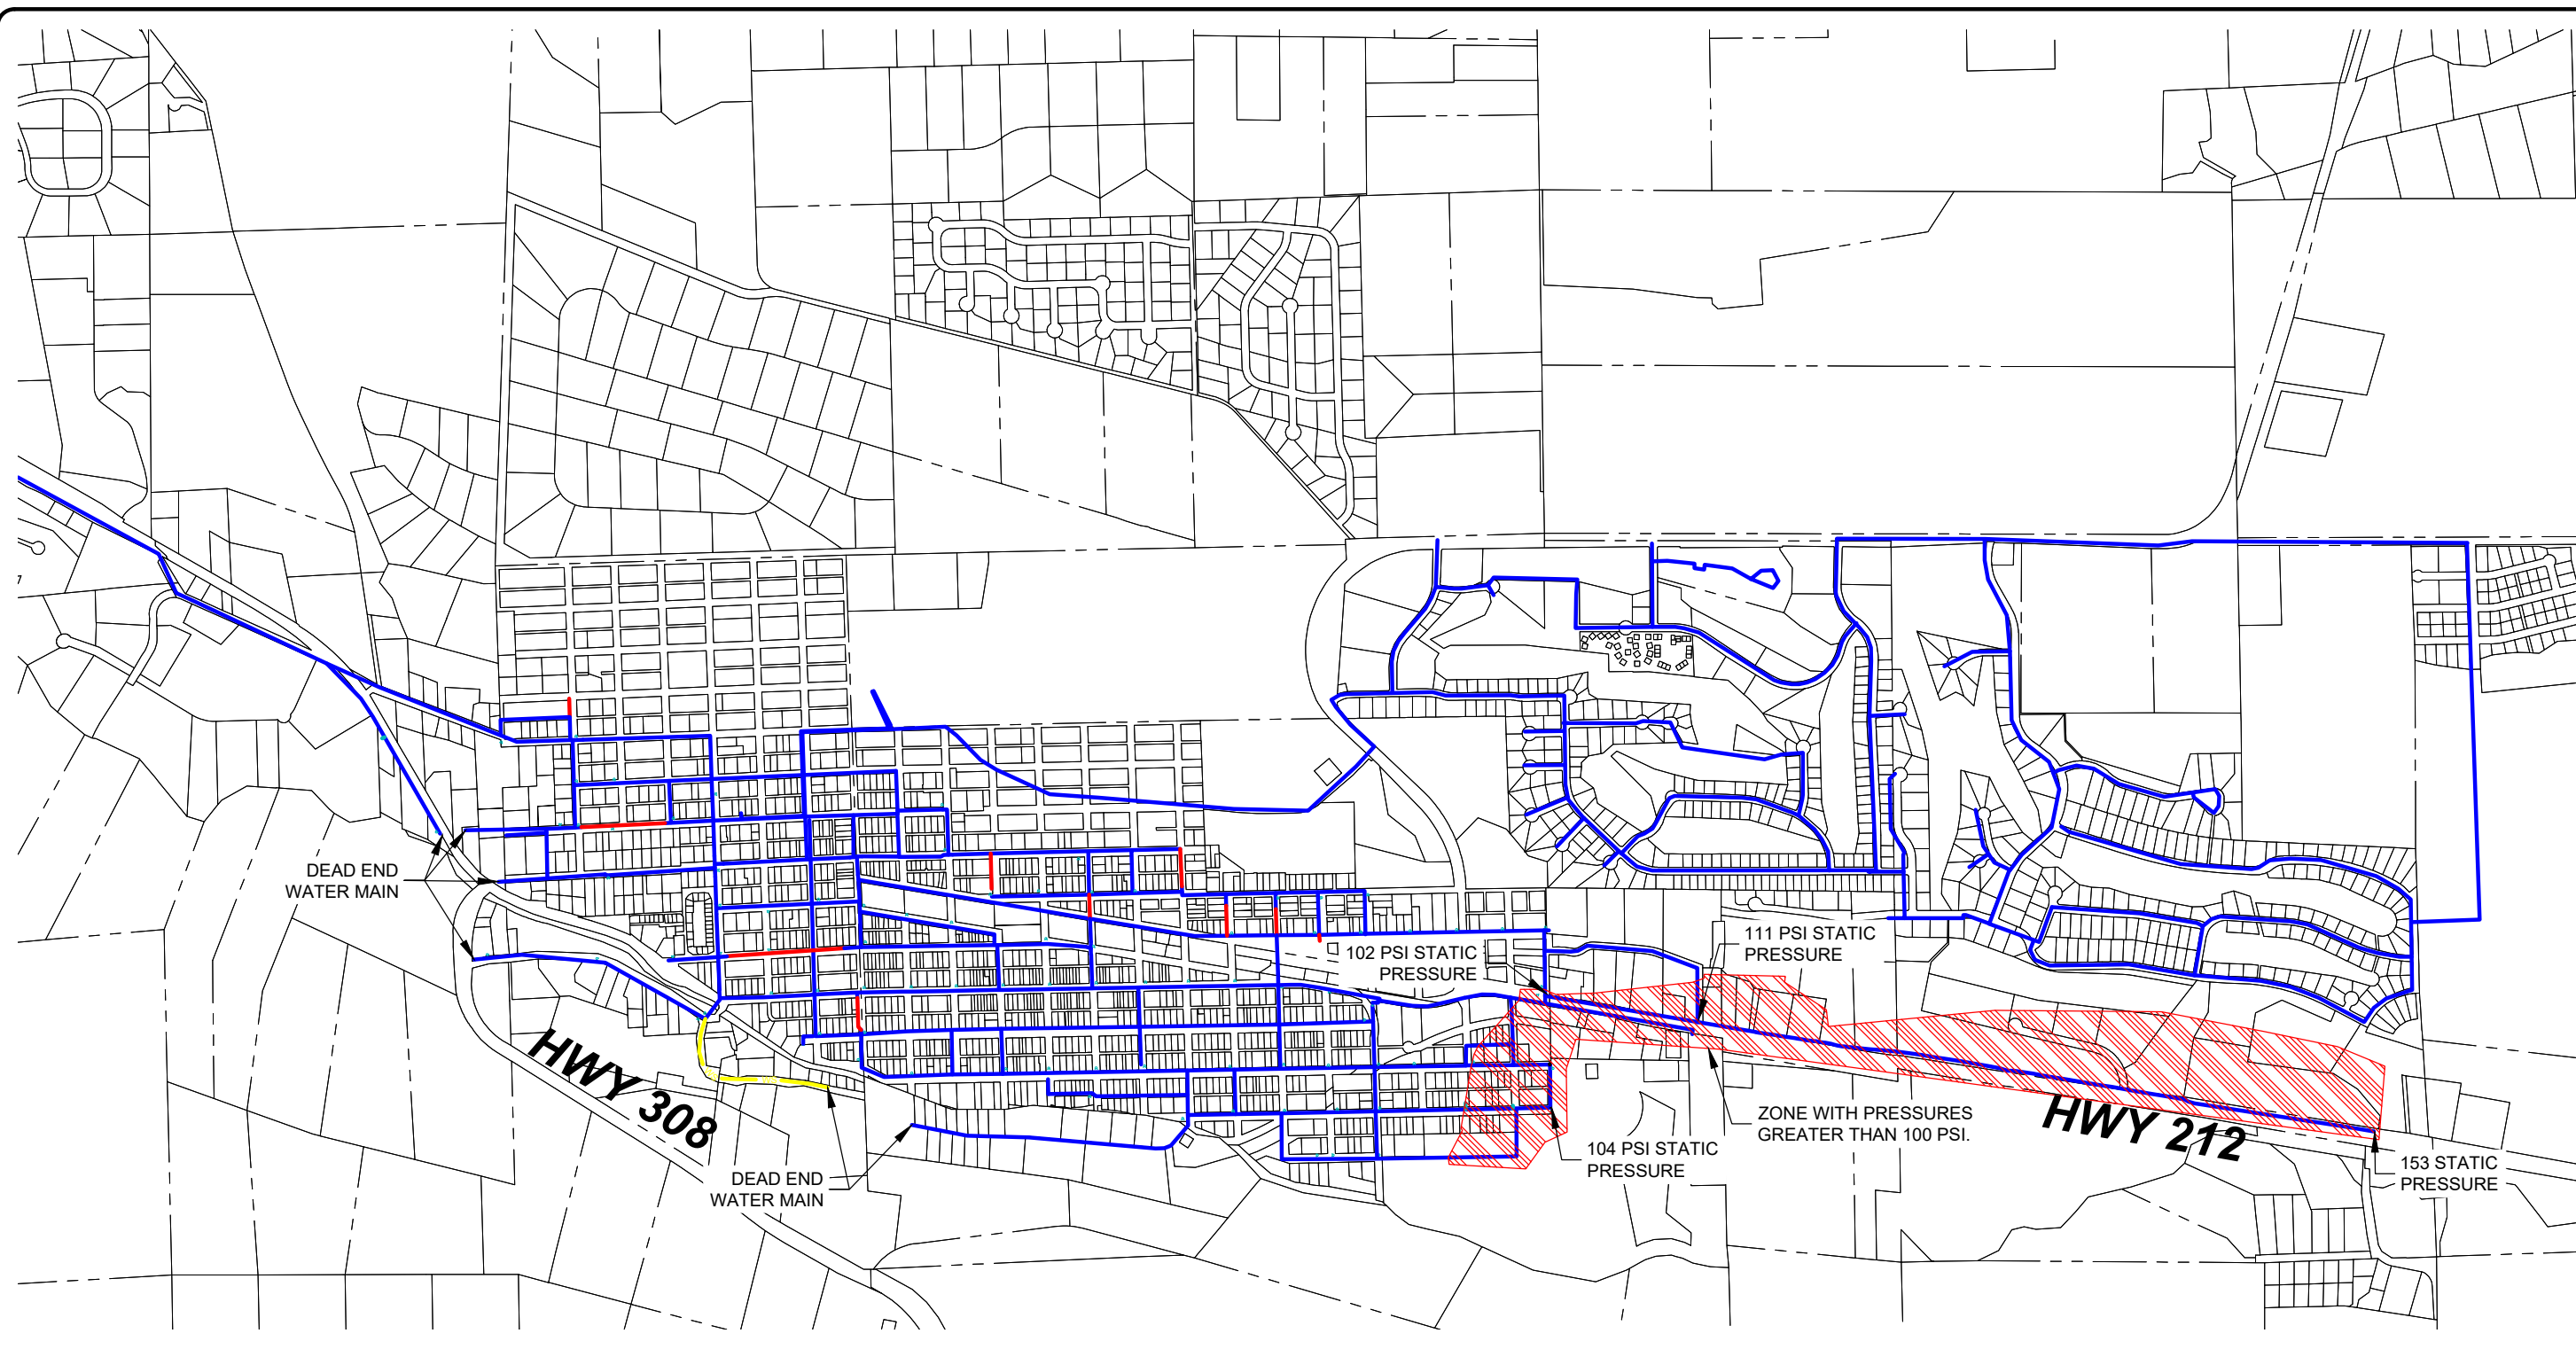 DEAD END
WATER MAIN
102 PSI STATIC
PRESSURE
111 PSI STATIC
PRESSURE
HWY 308
ZONE WITH PRESSURES
GREATER THAN 100 PSI.
HWY 212
104 PSI STATIC
PRESSURE
153 STATIC
PRESSURE
DEAD END
WATER MAIN